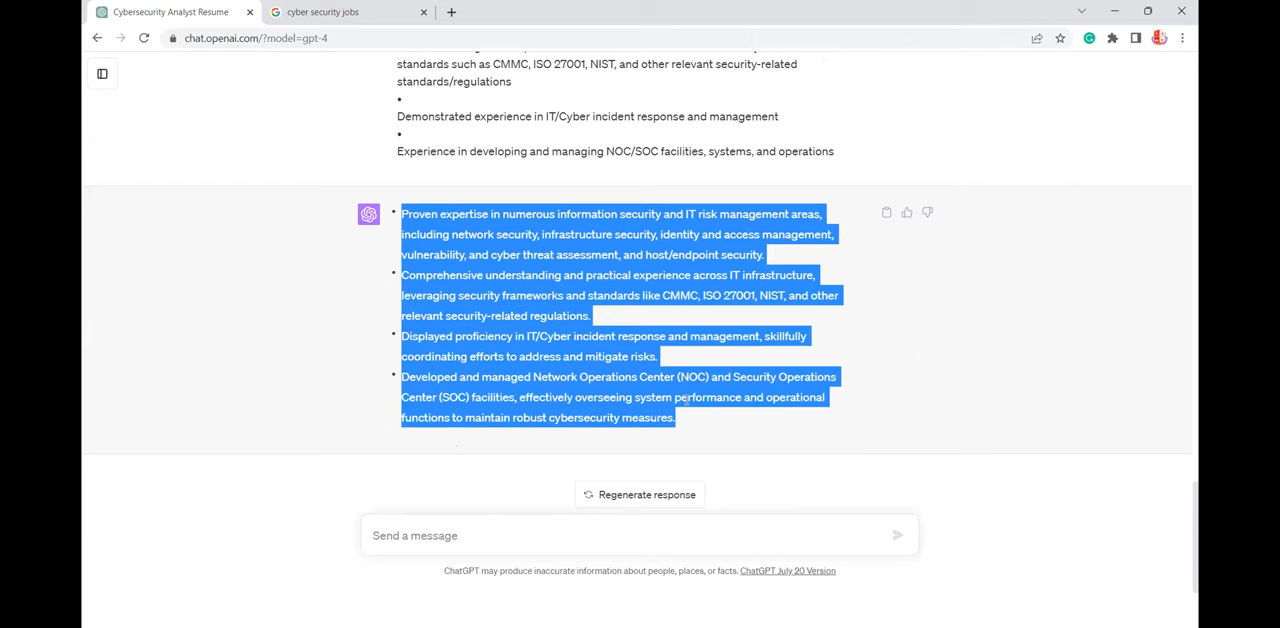 Cybersecurity Analyst Resume
cyber security jobs
chat.openai.com/?model=gpt-4
standards such as CMMC, ISO 27001, NIST, and other relevant security-related
standards/regulations
•
Demonstrated experience in IT/Cyber incident response and management
•
Experience in developing and managing NOC/SOC facilities, systems, and operations
• Proven expertise in numerous information security and IT risk management areas,
including network security, infrastructure security, identity and access management,
vulnerability, and cyber threat assessment, and host/endpoint security.
• Comprehensive understanding and practical experience across IT infrastructure,
leveraging security frameworks and standards like CMMC, ISO 27001, NIST, and other
relevant security-related regulations.
• Displayed proficiency in IT/Cyber incident response and management, skillfully
coordinating efforts to address and mitigate risks.
• Developed and managed Network Operations Center (NOC) and Security Operations
Center (SOC) facilities, effectively overseeing system performance and operational
functions to maintain robust cybersecurity measures.
Regenerate response
Send a message
ChatGPT may produce inaccurate information about people, places, or facts. ChatGPT July 20 Version